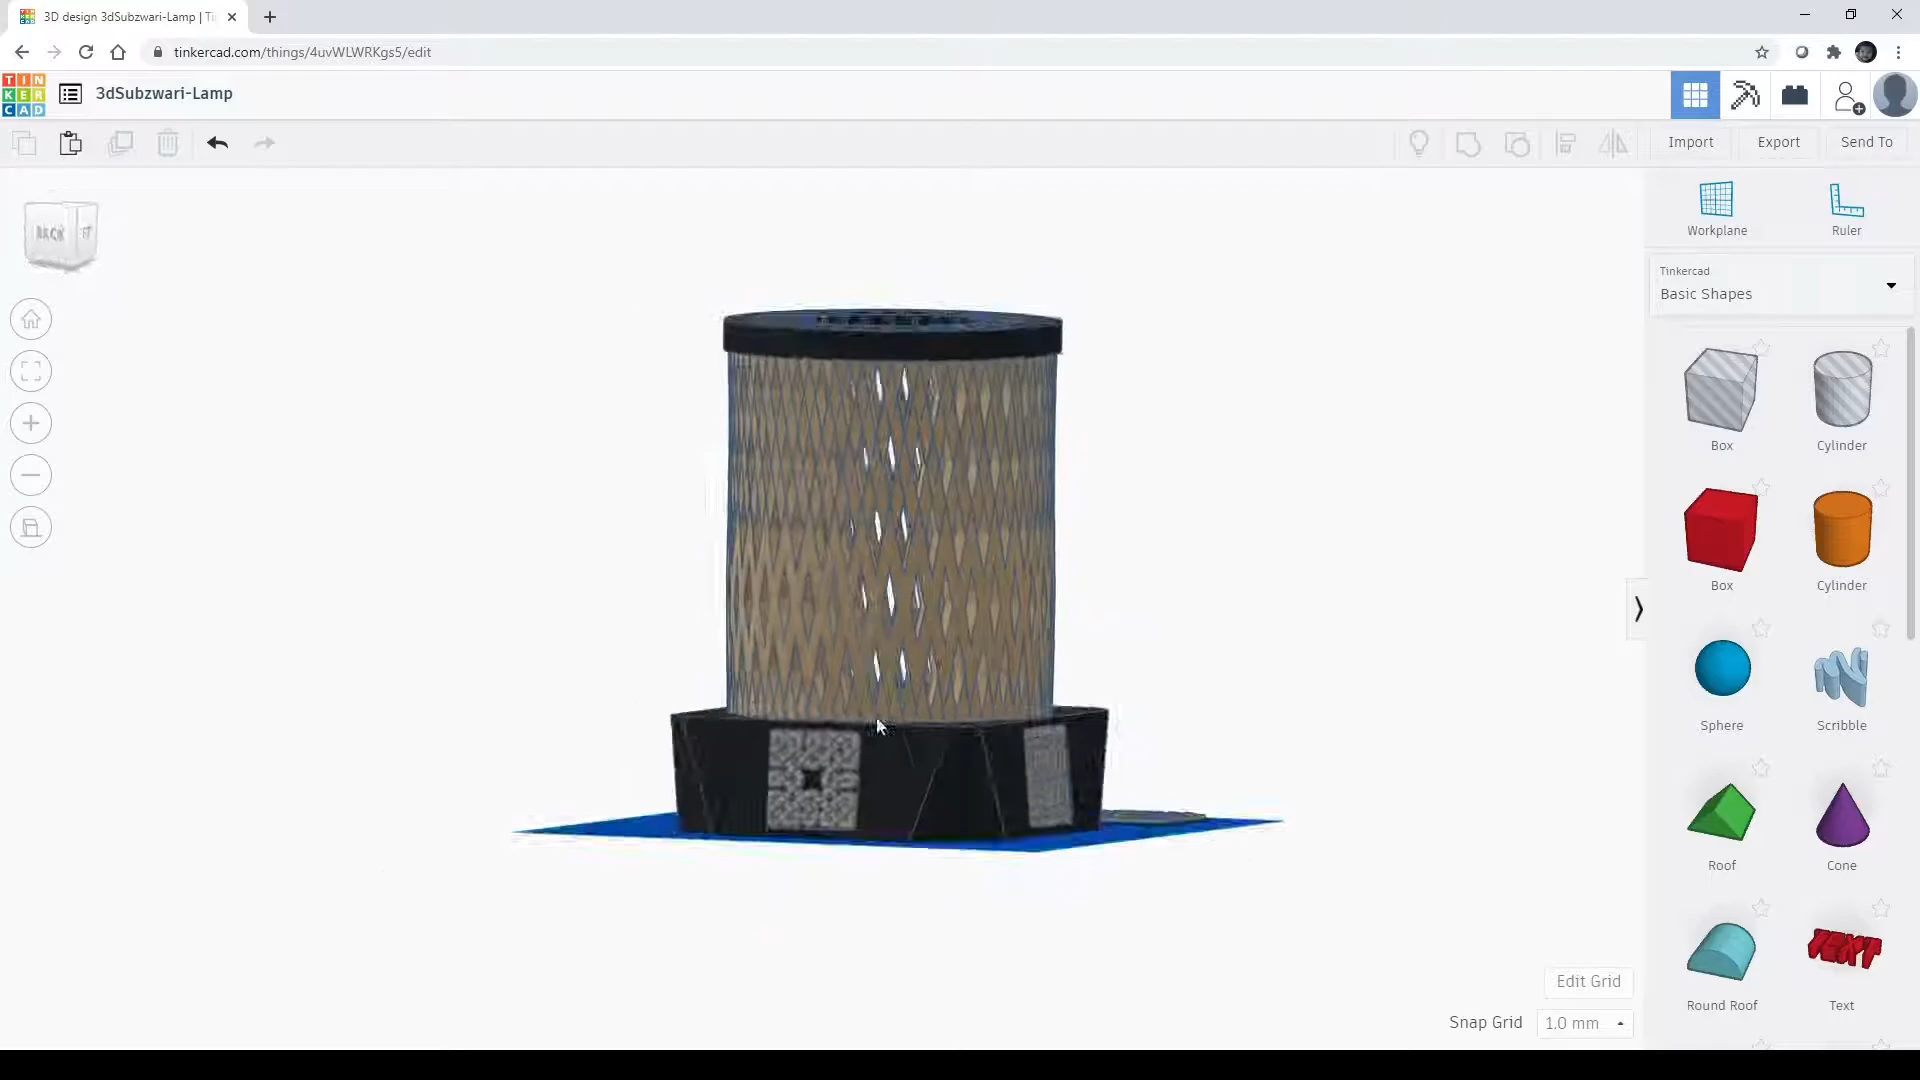 3D design 3dSubzwari-Lamp | Ti
tinkercad.com/things/4uvWLWRKgs5/edit
TIN
KER
CAD
3dSubzwari-Lamp
Import
Export
Send To
BACK
Workplane
Ruler
Tinkercad
Basic Shapes
Box
Cylinder
Box
Cylinder
Sphere
Scribble
Roof
Cone
TEXT
Round Roof
Text
Edit Grid
Snap Grid
1.0 mm